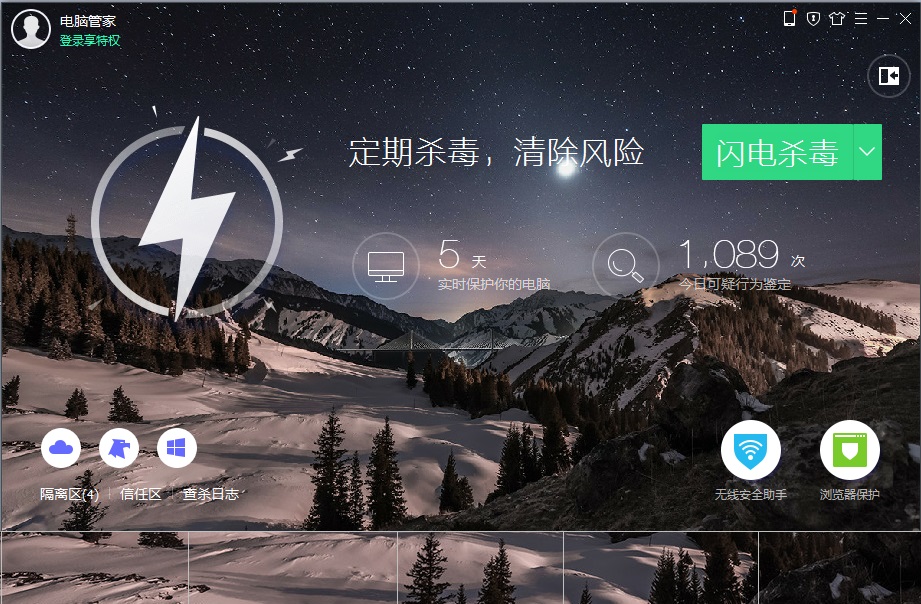 电脑管家
登录享特权
定期杀毒，清除风险
闪电杀毒
5 天
实时保护你的电脑
1,089 次
今日可疑行为鉴定
隔离区(4) 信任区 查杀日志
无线安全助手 浏览器保护